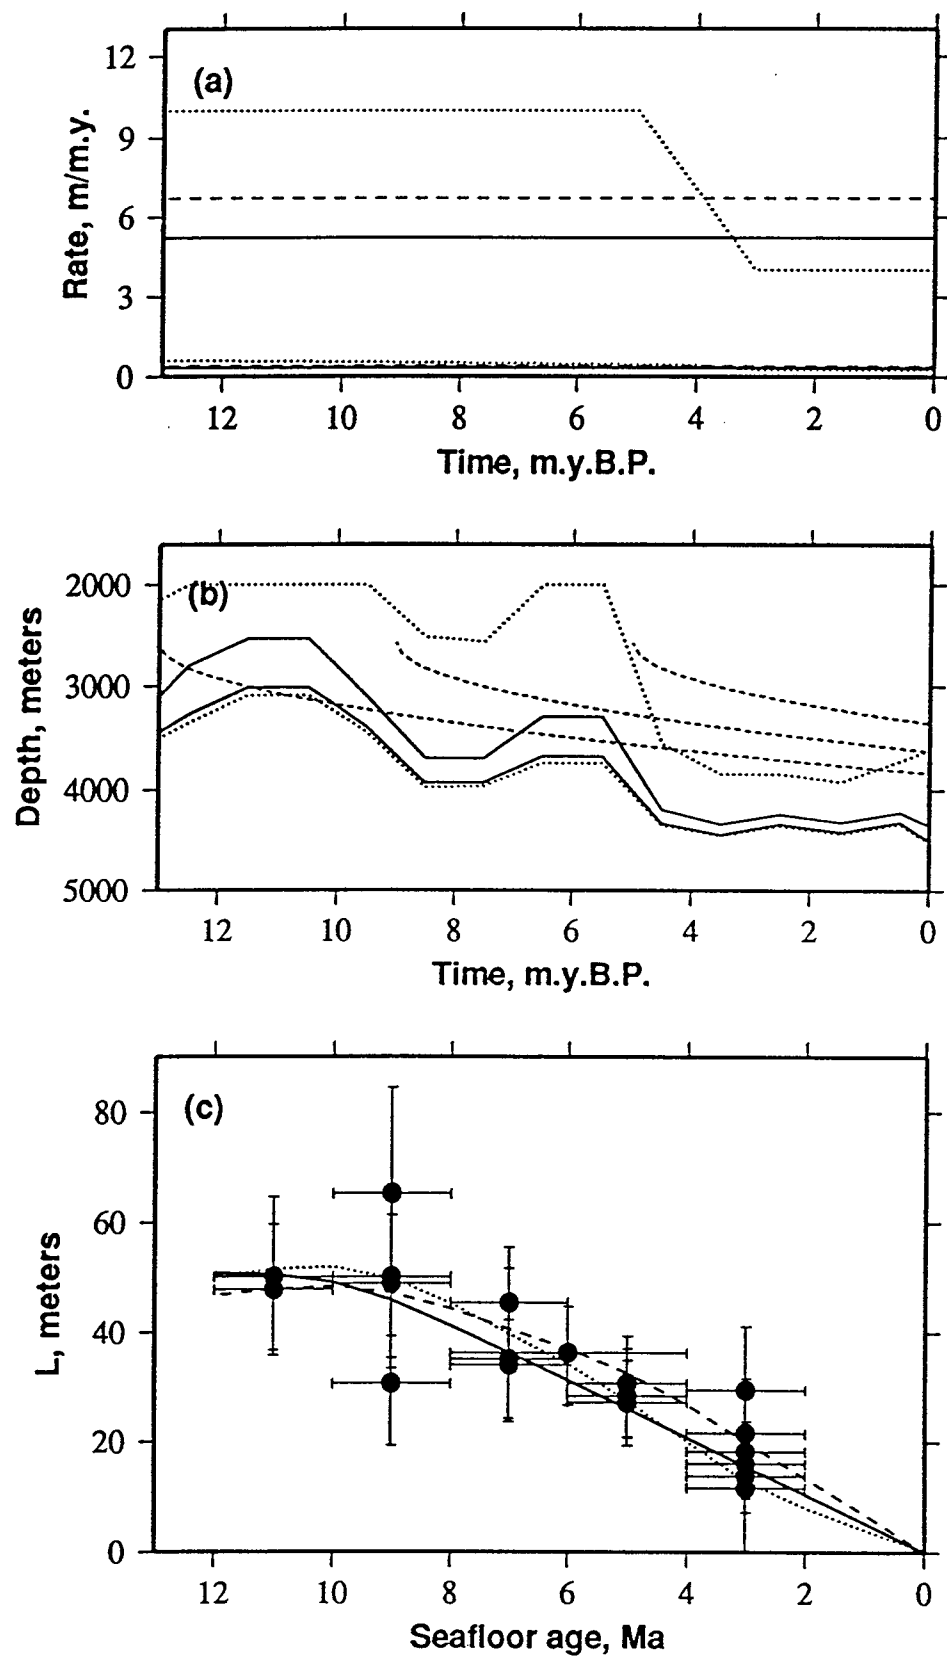 (a)
Rate, m/m.y.
12
9
6
3
0
12 10 8 6 4 2 0
Time, m.y.B.P.
(b)
Depth, meters
2000
3000
4000
5000
12 10 8 6 4 2 0
Time, m.y.B.P.
(c)
L, meters
80
60
40
20
0
12 10 8 6 4 2 0
Seafloor age, Ma